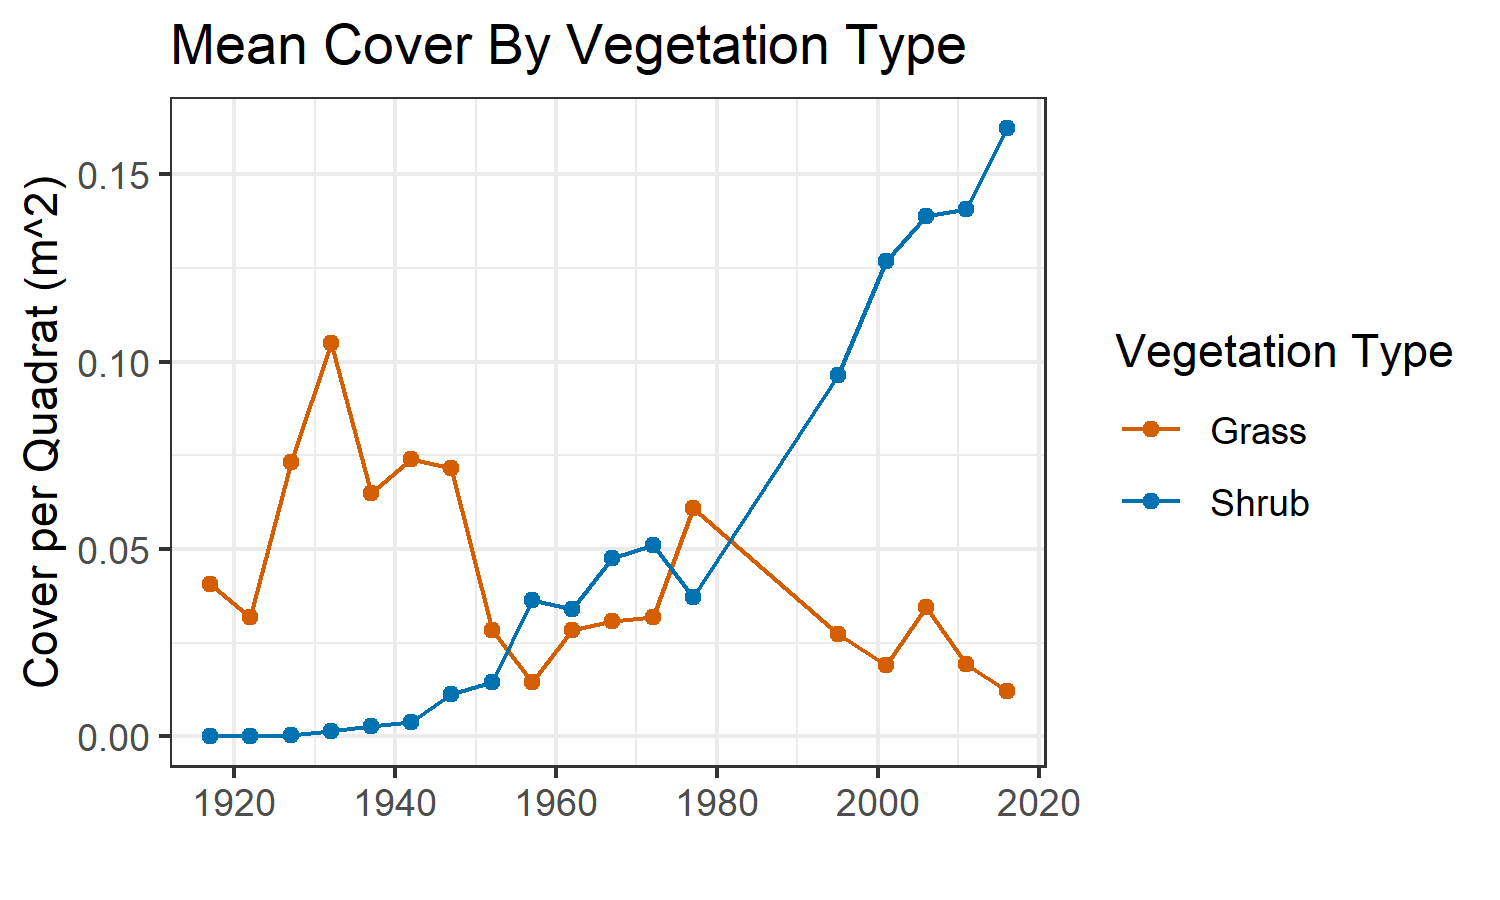 Mean Cover By Vegetation Type
Cover per Quadrat (m^2)
0.15
0.10
0.05
0.00
1920 1940 1960 1980 2000 2020
Vegetation Type
Grass
Shrub